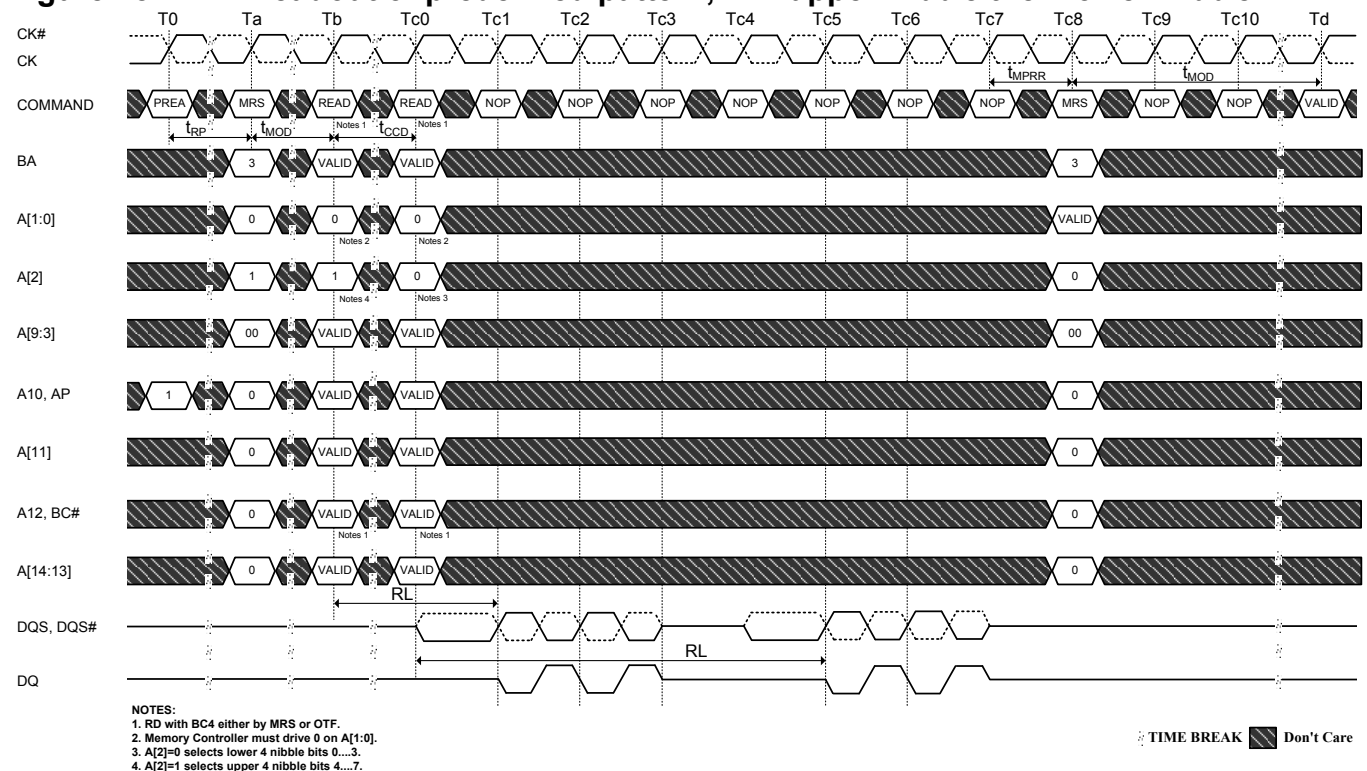 T0 Ta Tb Tc0 Tc1 Tc2 Tc3 Tc4 Tc5 Tc6 Tc7 Tc8 Tc9 Tc10 Td
CK#
CK
tMPRR tMOD
COMMAND PREA MRS READ READ NOP NOP NOP NOP NOP NOP NOP MRS NOP NOP VALID
Notes 1 Notes 1
tRP tMOD tCCD
BA 3 VALID VALID 3
A[1:0] 0 0 0 VALID
Notes 2 Notes 2
A[2] 1 1 0 0
Notes 4 Notes 3
A[9:3] 00 VALID VALID 00
A10, AP 1 0 VALID VALID 0
A[11] 0 VALID VALID 0
A12, BC# 0 VALID VALID 0
Notes 1 Notes 1
A[14:13] 0 VALID VALID 0
RL
DQS, DQS#
RL
DQ
NOTES:
1. RD with BC4 either by MRS or OTF.
2. Memory Controller must drive 0 on A[1:0].
3. A[2]=0 selects lower 4 nibble bits 0....3.
4. A[2]=1 selects upper 4 nibble bits 4....7.
TIME BREAK Don't Care